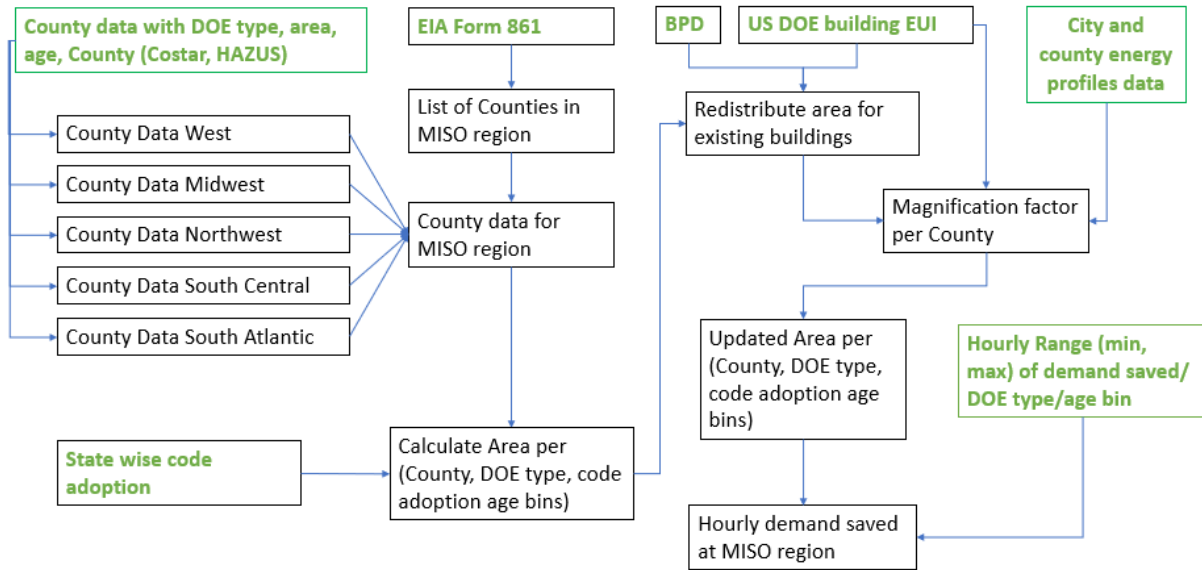 County data with DOE type, area,
age, County (Costar, HAZUS)
EIA Form 861
BPD
US DOE building EUI
City and
county energy
profiles data
List of Counties in
MISO region
Redistribute area for
existing buildings
County Data West
County Data Midwest
County Data Northwest
County Data South Central
County Data South Atlantic
County data for
MISO region
Magnification factor
per County
Updated Area per
(County, DOE type,
code adoption age
bins)
Hourly Range (min,
max) of demand saved/
DOE type/age bin
State wise code
adoption
Calculate Area per
(County, DOE type, code
adoption age bins)
Hourly demand saved
at MISO region